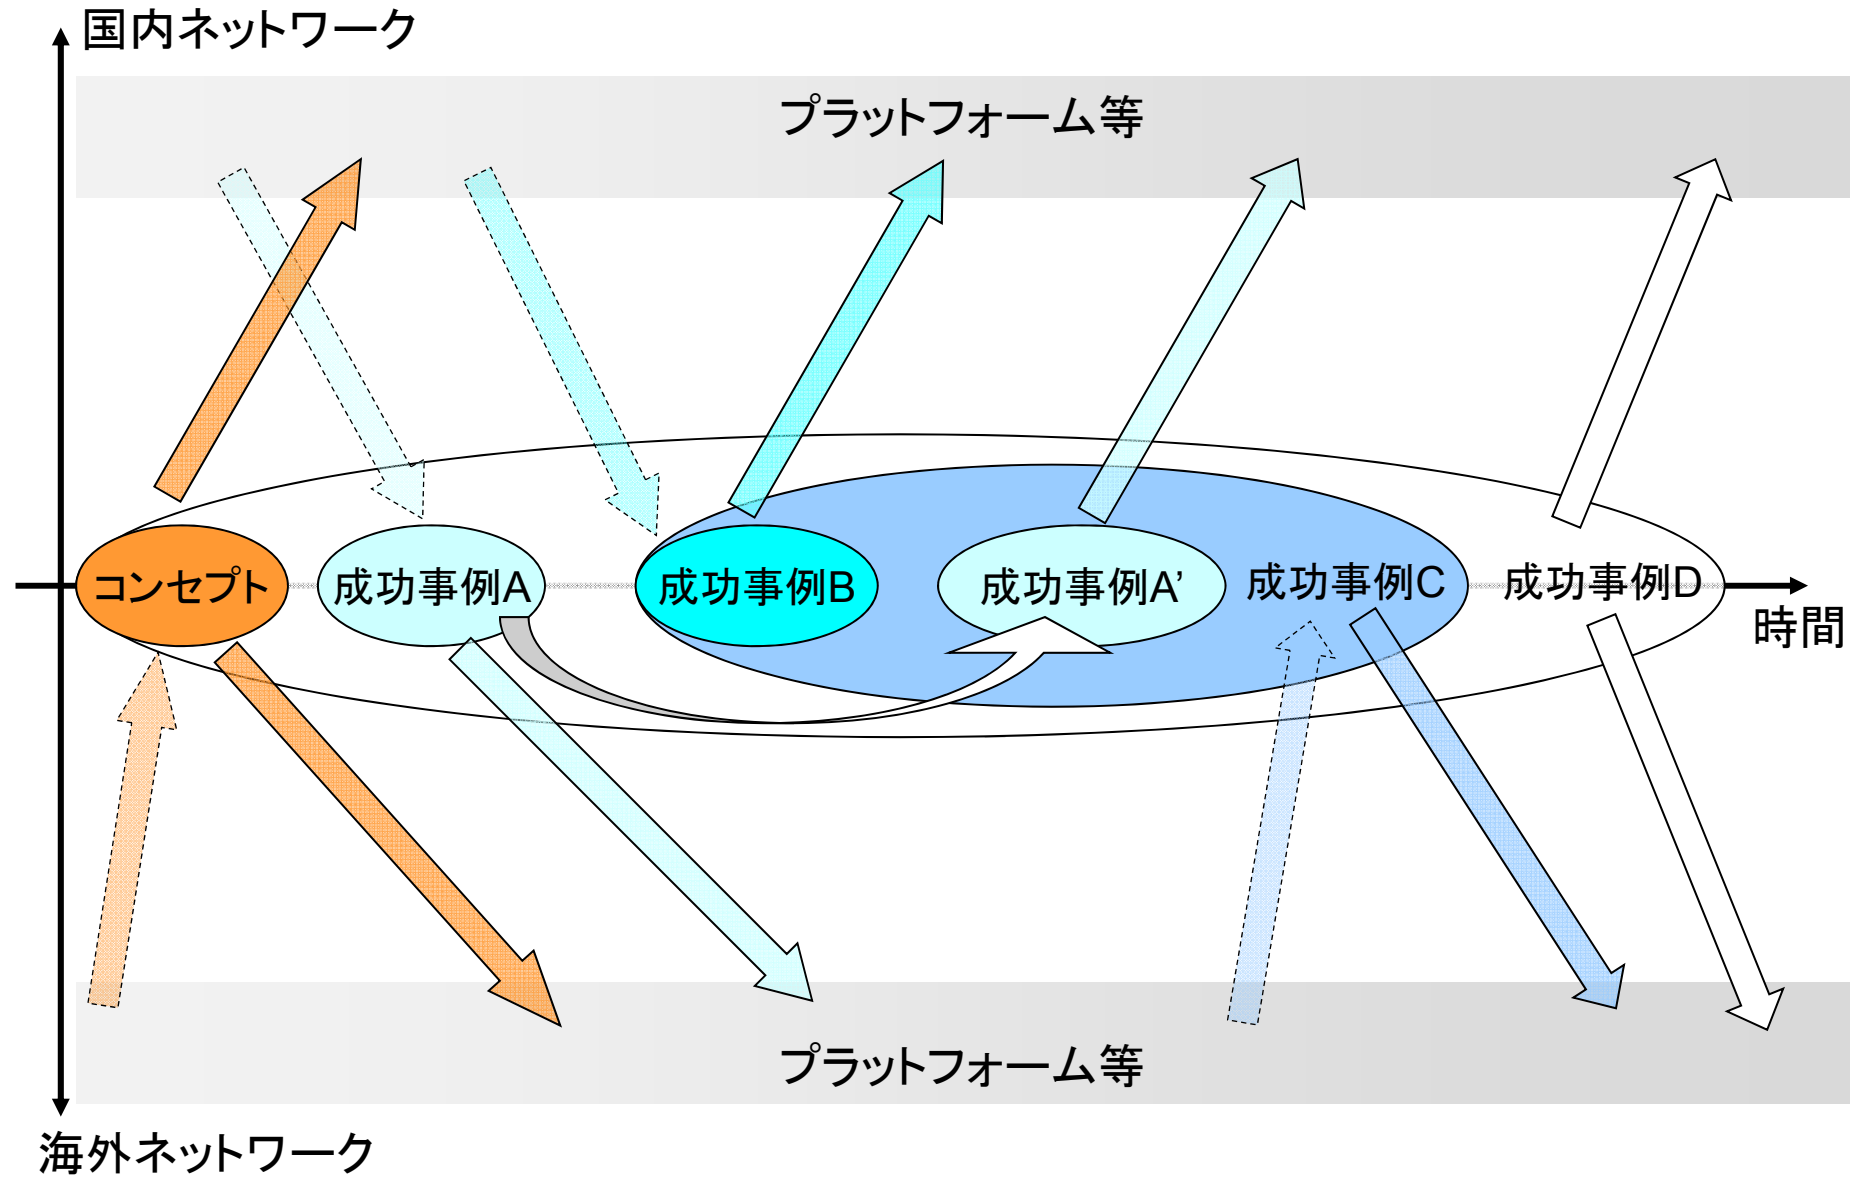 国内ネットワーク
プラットフォーム等
コンセプト
成功事例A
成功事例B
成功事例A’
成功事例C
成功事例D
時間
プラットフォーム等
海外ネットワーク